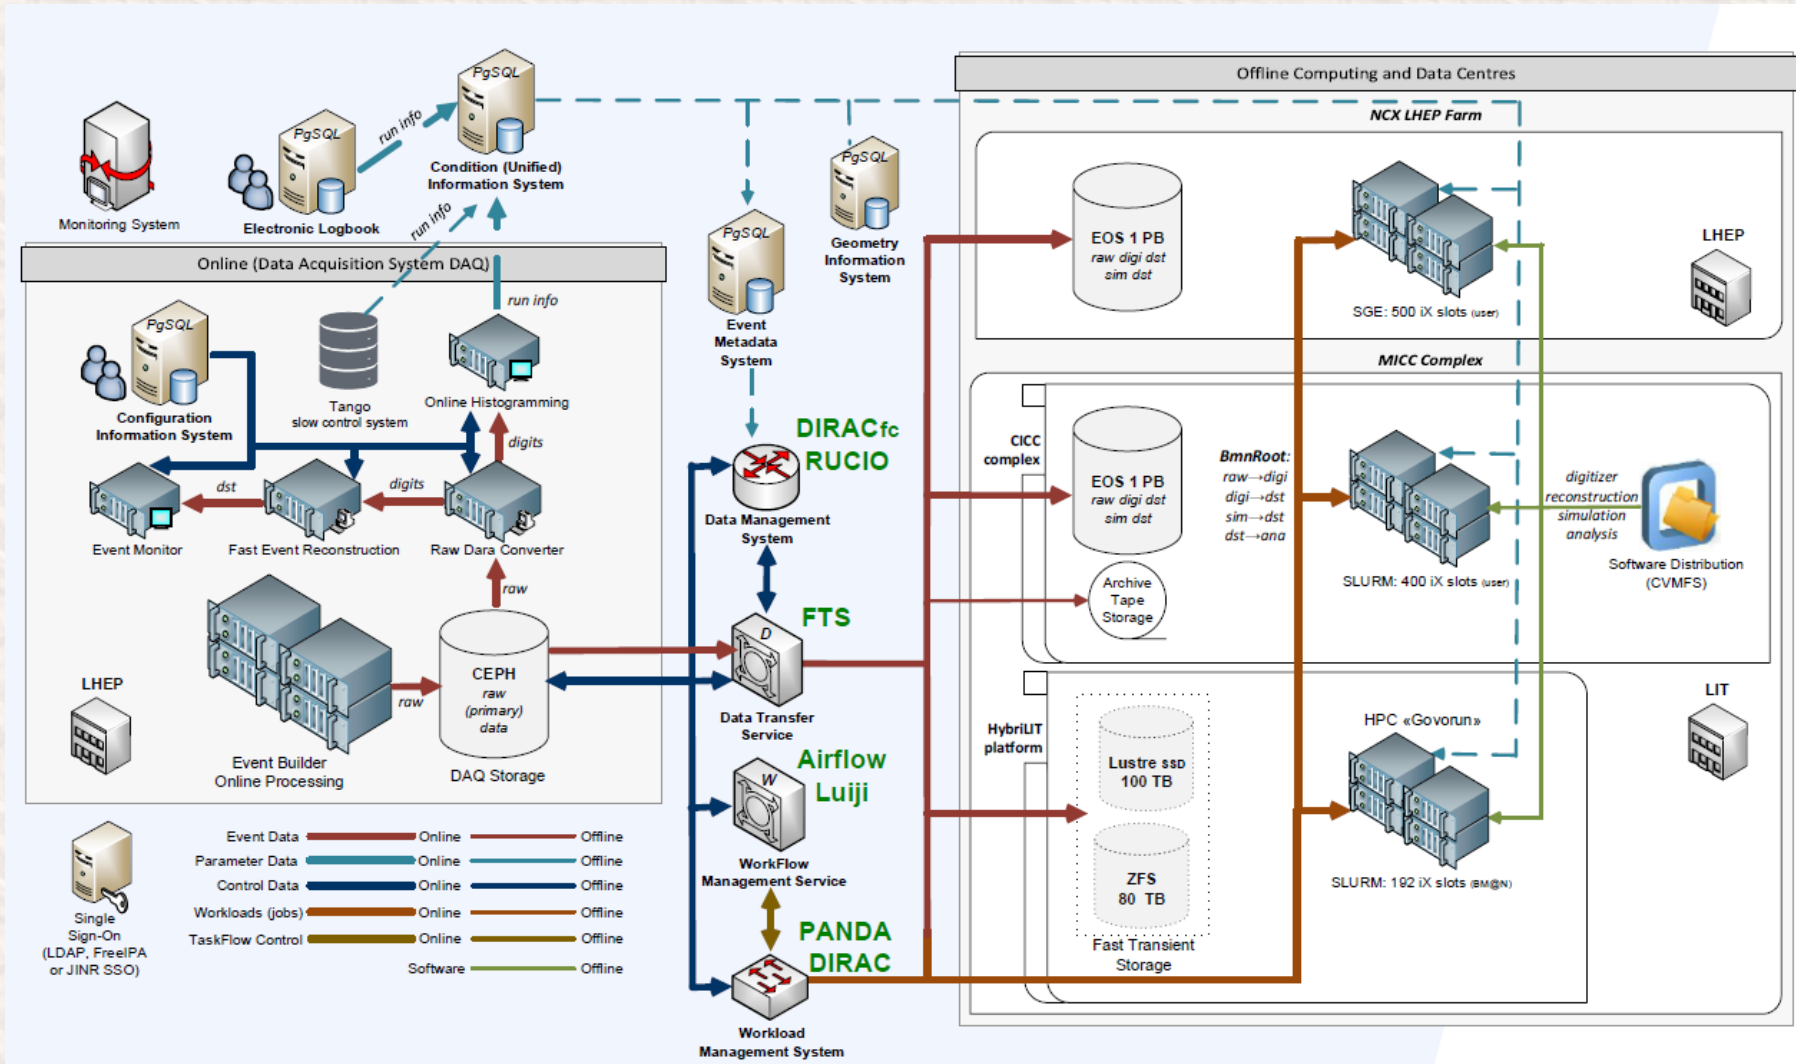 PgSQL
Offline Computing and Data Centres
NCX LHEP Farm
run info
PgSQL
Condition (Unified)
Information System
Monitoring System
Electronic Logbook
run info
PgSQL
Geometry
Information
System
PgSQL
Event
Metadata
System
EOS 1 PB
raw digi dst
sim dst
SGE: 500 iX slots (user)
LHEP
Online (Data Acquisition System DAQ)
run info
PgSQL
Configuration
Information System
Tango
slow control system
Online Histogramming
digits
dst
digits
Event Monitor
Fast Event Reconstruction
Raw Dara Converter
raw
LHEP
Event Builder
Online Processing
raw
CEPH
raw
(primary)
data
DAQ Storage
DIRACfc
RUCIO
Data Management
System
FTS
D
Data Transfer
Service
Airflow
Luiji
W
WorkFlow
Management Service
PANDA
DIRAC
Workload
Management System
MICC Complex
CICC
complex
EOS 1 PB
raw digi dst
sim dst
Archive
Tape
Storage
BmnRoot:
raw→digi
digi→dst
sim→dst
dst→ana
SLURM: 400 iX slots (user)
digitizer
reconstruction
simulation
analysis
Software Distribution
(CVMFS)
HybriLIT
platform
Lustre SSD
100 TB
ZFS
80 TB
Fast Transient
Storage
HPC «Govorun»
SLURM: 192 iX slots (BM@N)
LIT
Single
Sign-On
(LDAP, FreeIPA
or JINR SSO)
Event Data Online Offline
Parameter Data Online Offline
Control Data Online Offline
Workloads (jobs) Online Offline
TaskFlow Control Online Offline
Software Offline